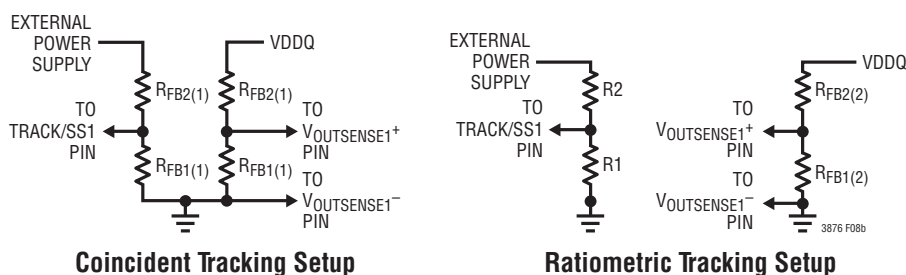 EXTERNAL
POWER
SUPPLY
VDDQ
RFB2(1)
RFB2(1)
TO
TRACK/SS1
PIN
TO
VOUTSENSE1+
PIN
RFB1(1)
RFB1(1)
TO
VOUTSENSE1–
PIN
Coincident Tracking Setup
EXTERNAL
POWER
SUPPLY
VDDQ
R2
RFB2(2)
TO
TRACK/SS1
PIN
TO
VOUTSENSE1+
PIN
R1
RFB1(2)
TO
VOUTSENSE1–
PIN
3876 F08b
Ratiometric Tracking Setup